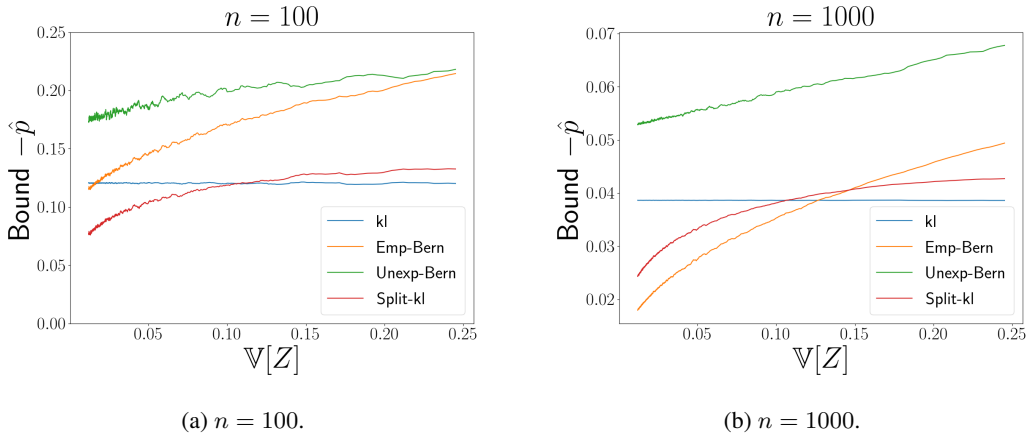 n = 100
0.25
0.20
0.15
0.10
0.05
0.00
Bound −p̂
0.05 0.10 0.15 0.20 0.25
𝕍[Z]
kl
Emp-Bern
Unexp-Bern
Split-kl
(a) n = 100.
n = 1000
0.07
0.06
0.05
0.04
0.03
0.02
Bound −p̂
0.05 0.10 0.15 0.20 0.25
𝕍[Z]
kl
Emp-Bern
Unexp-Bern
Split-kl
(b) n = 1000.